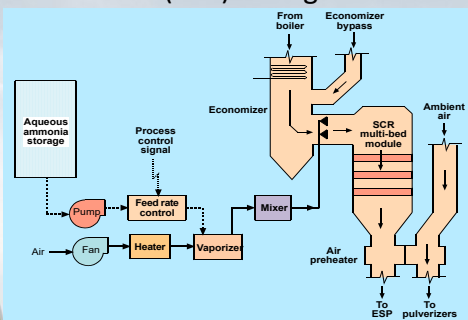 From
boiler
Economizer
bypass
Economizer
Ambient
air
SCR
multi-bed
module
Aqueous
ammonia
storage
Process
control
signal
Pump
Feed rate
control
Mixer
Air
Fan
Heater
Vaporizer
Air
preheater
To
ESP
To
pulverizers